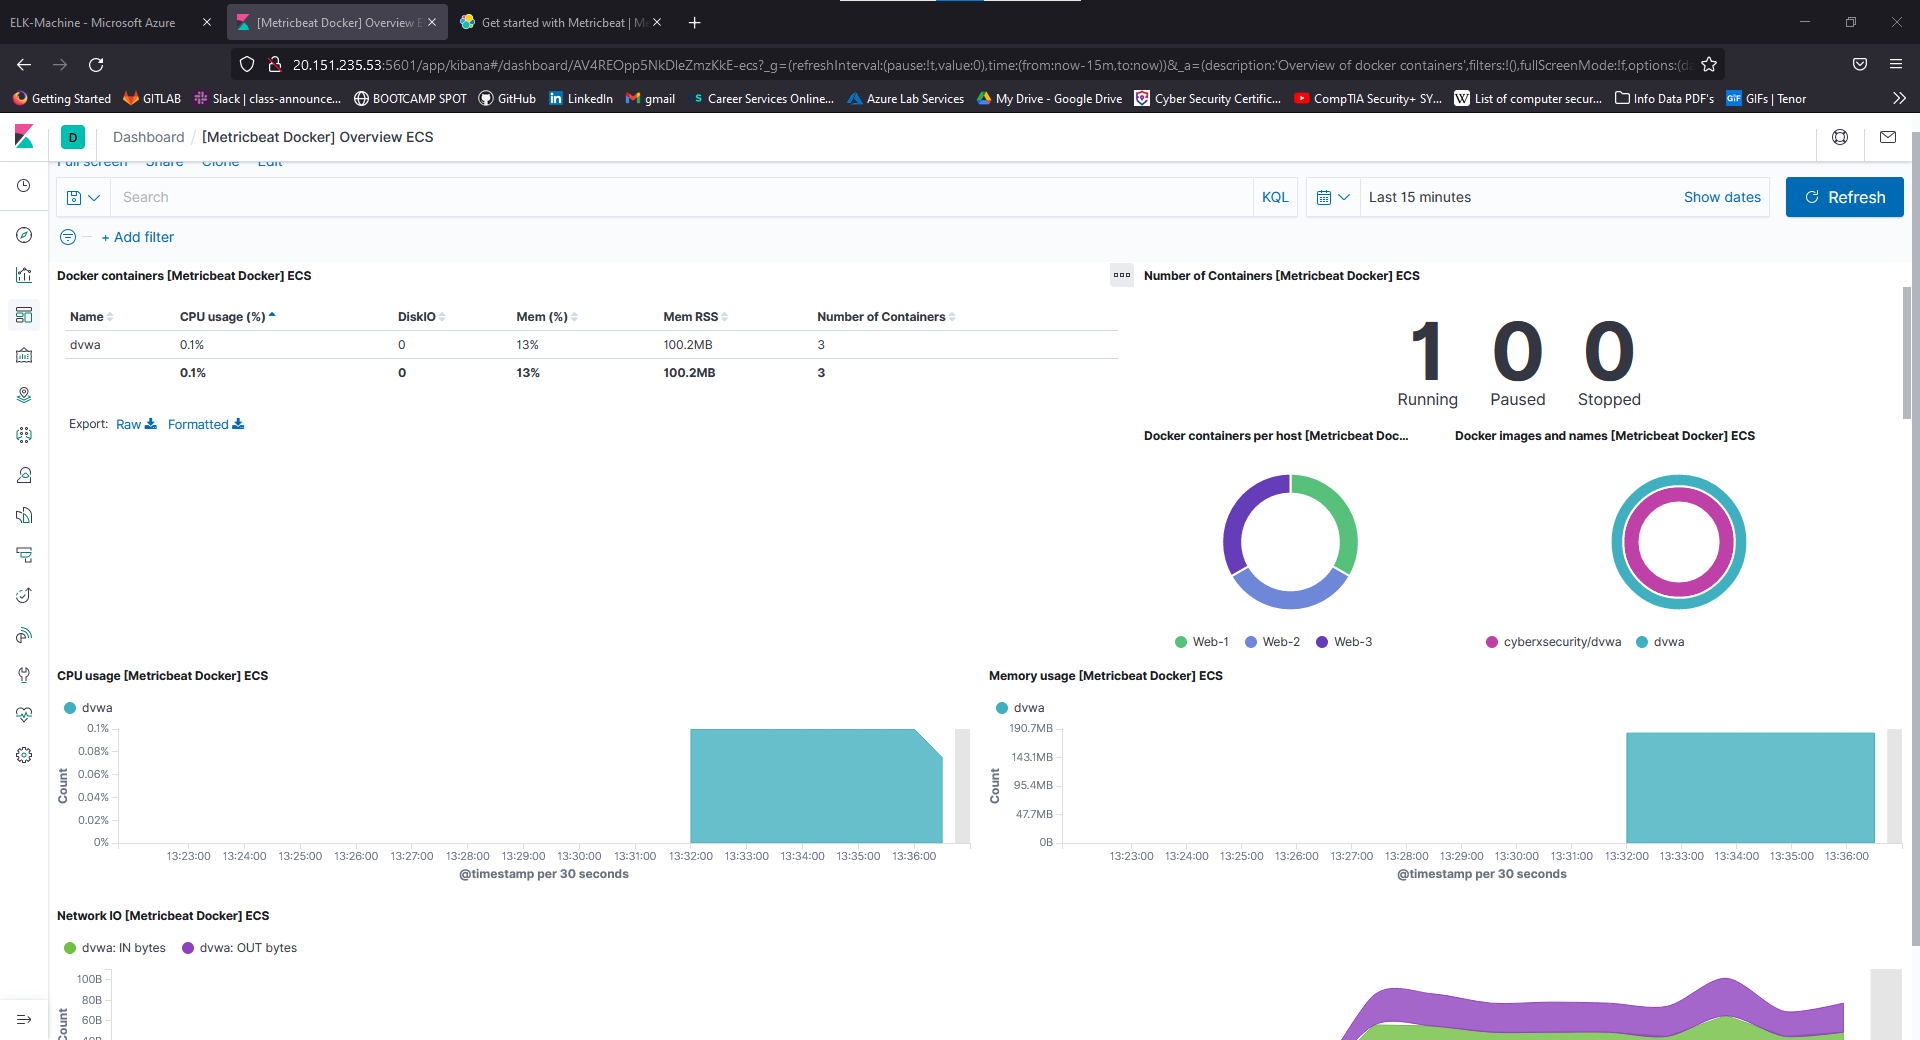 ELK-Machine - Microsoft Azure
[Metricbeat Docker] Overview E
Get started with Metricbeat | Me
20.151.235.53:5601/app/kibana#/dashboard/AV4REOpp5NkDleZmzKkE-ecs?_g=(refreshInterval:(pause:!t,value:0),time:(from:now-15m,to:now))&_a=(description:'Overview of docker containers',filters:!(),fullScreenMode:!f,options:(da
Getting Started GITLAB Slack | class-announce... BOOTCAMP SPOT GitHub LinkedIn gmail Career Services Online... Azure Lab Services My Drive - Google Drive Cyber Security Certific... CompTIA Security+ SY... List of computer secur... Info Data PDF's GIFs | Tenor
D Dashboard / [Metricbeat Docker] Overview ECS
Full screen Share Clone Edit
Search KQL Last 15 minutes Show dates Refresh
+ Add filter
Docker containers [Metricbeat Docker] ECS
Name CPU usage (%) DiskIO Mem (%) Mem RSS Number of Containers
dvwa 0.1% 0 13% 100.2MB 3
0.1% 0 13% 100.2MB 3
Export: Raw Formatted
Number of Containers [Metricbeat Docker] ECS
1 0 0
Running Paused Stopped
Docker containers per host [Metricbeat Doc...
Web-1 Web-2 Web-3
Docker images and names [Metricbeat Docker] ECS
cyberxsecurity/dvwa dvwa
CPU usage [Metricbeat Docker] ECS
dvwa
0.1%
0.08%
0.06%
0.04%
0.02%
0%
Count
13:23:00 13:24:00 13:25:00 13:26:00 13:27:00 13:28:00 13:29:00 13:30:00 13:31:00 13:32:00 13:33:00 13:34:00 13:35:00 13:36:00
@timestamp per 30 seconds
Memory usage [Metricbeat Docker] ECS
dvwa
190.7MB
143.1MB
95.4MB
47.7MB
0B
Count
13:23:00 13:24:00 13:25:00 13:26:00 13:27:00 13:28:00 13:29:00 13:30:00 13:31:00 13:32:00 13:33:00 13:34:00 13:35:00 13:36:00
@timestamp per 30 seconds
Network IO [Metricbeat Docker] ECS
dvwa: IN bytes dvwa: OUT bytes
100B
80B
60B
40B
Count